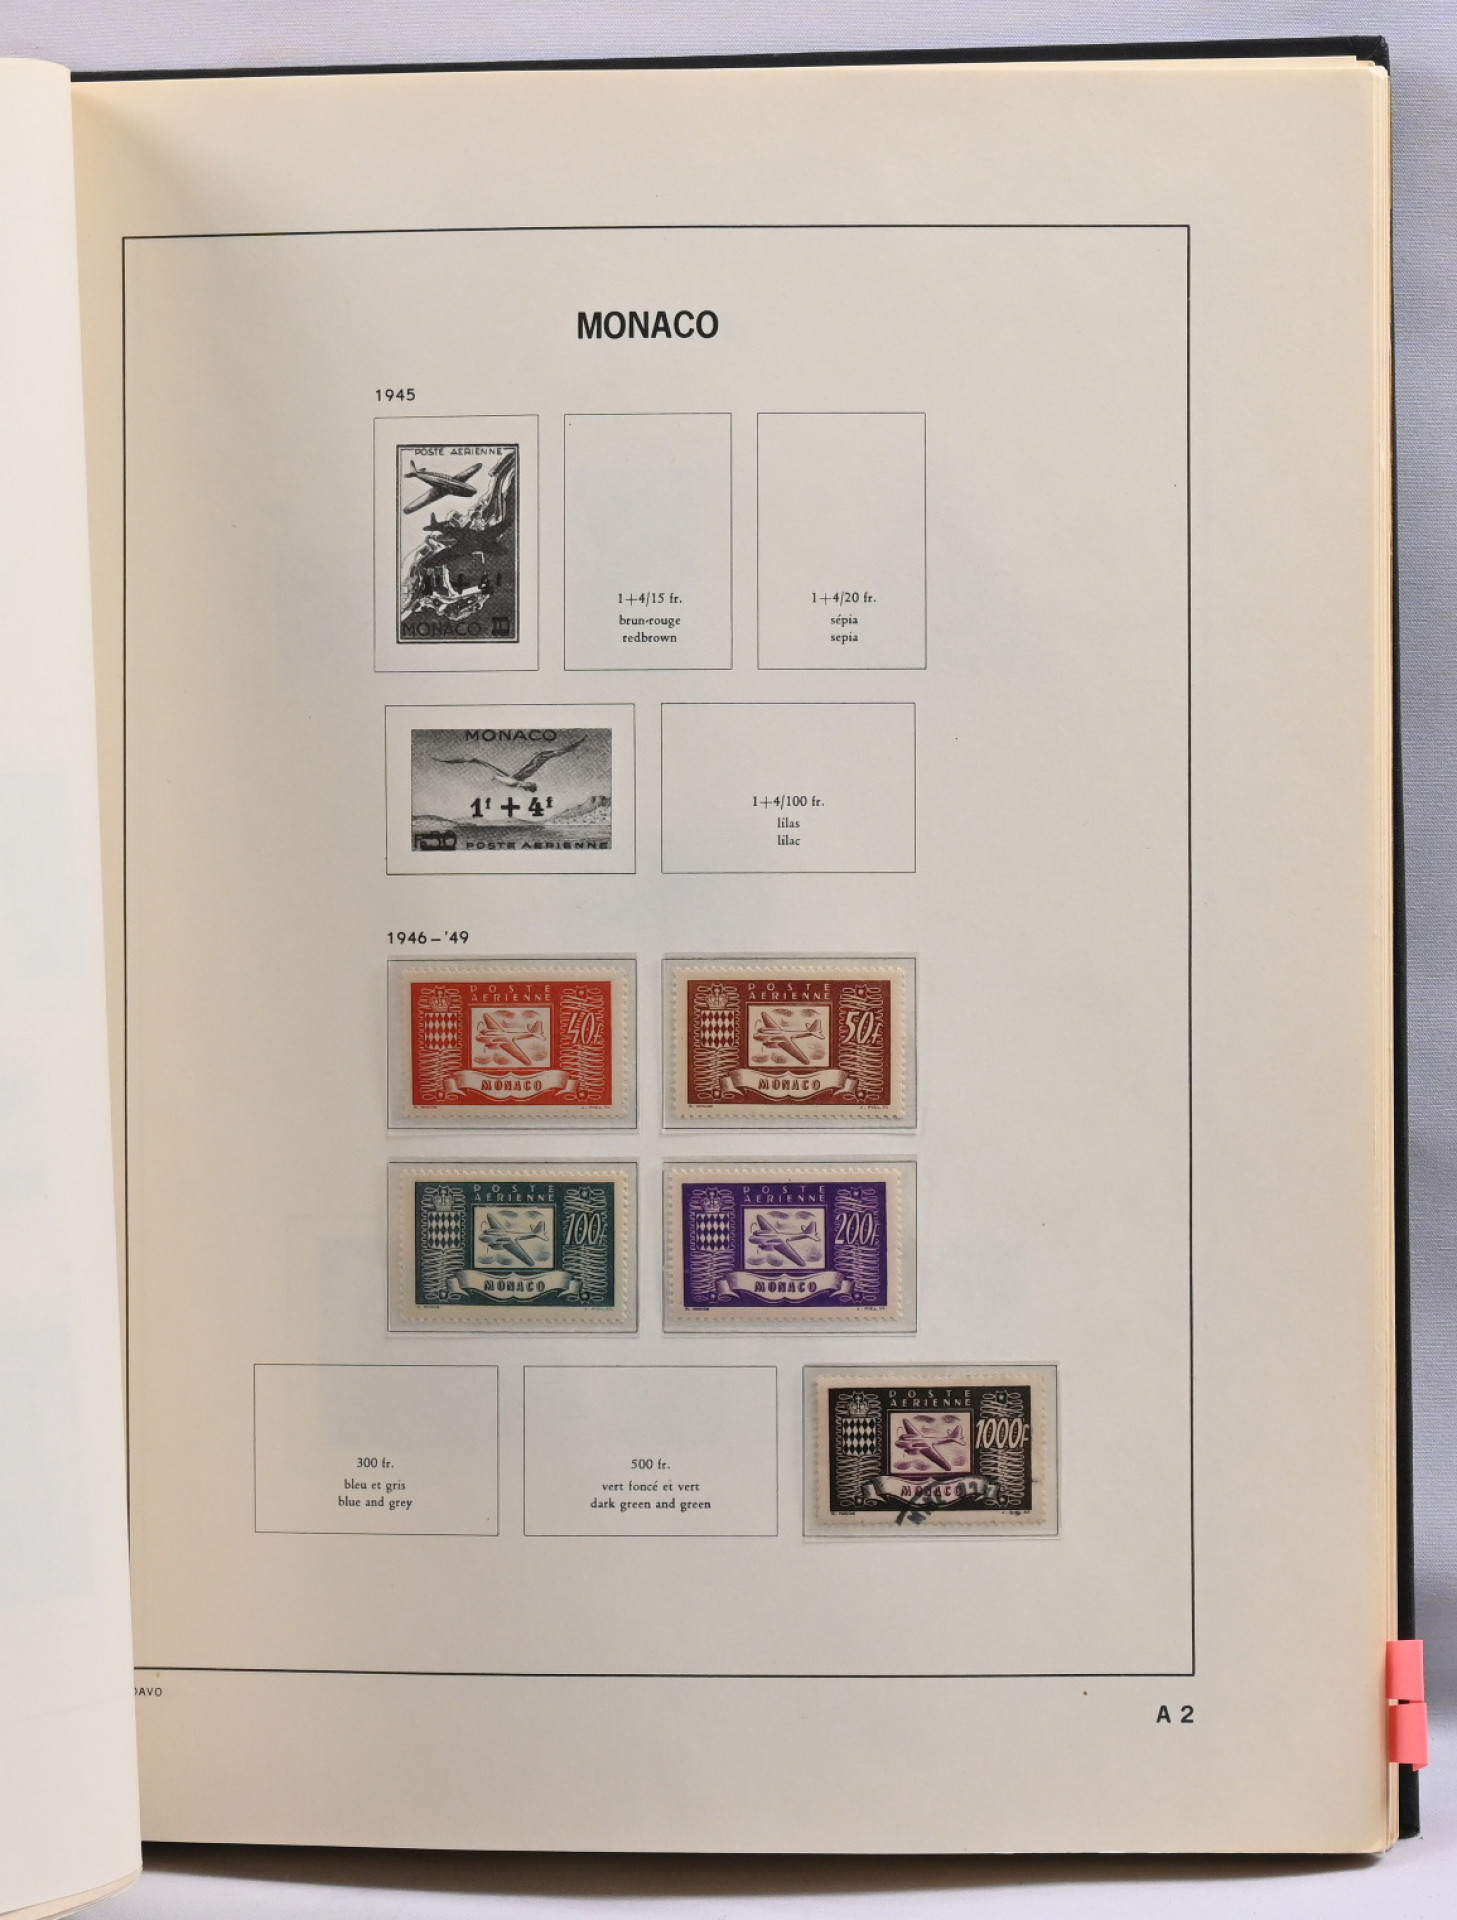 MONACO
1945
POSTE AERIENNE
MONACO
1+4/15 fr.
brun-rouge
redbrown
1+4/20 fr.
sépia
sepia
MONACO
1f + 4f
POSTE AERIENNE
1+4/100 fr.
lilas
lilac
1946–'49
POSTE
AERIENNE
40f
MONACO
POSTE
AERIENNE
50f
MONACO
POSTE
AERIENNE
100f
MONACO
POSTE
AERIENNE
200f
MONACO
300 fr.
bleu et gris
blue and grey
500 fr.
vert foncé et vert
dark green and green
POSTE
AERIENNE
1000f
MONACO
DAVO
A 2